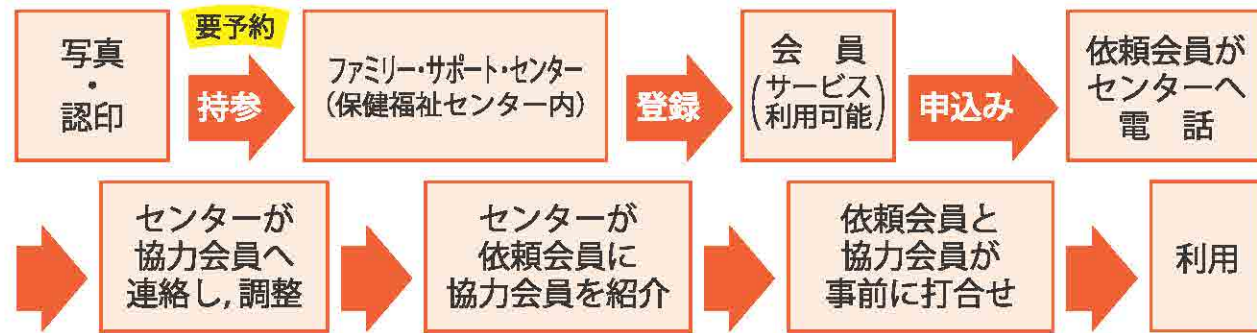 写真
・
認印
要予約
持参
ファミリー・サポート・センター
(保健福祉センター内)
登録
会　員
(サービス
利用可能)
申込み
依頼会員が
センターへ
電　話
センターが
協力会員へ
連絡し,調整
センターが
依頼会員に
協力会員を紹介
依頼会員と
協力会員が
事前に打合せ
利用